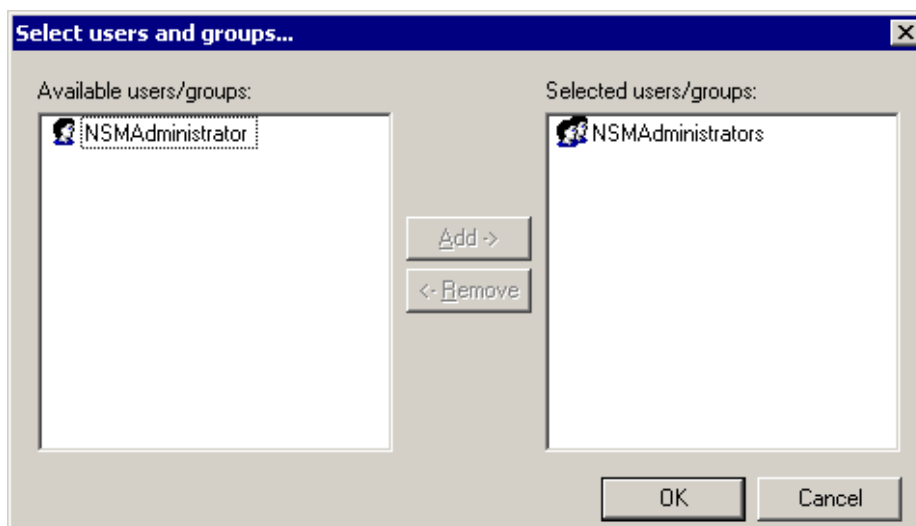 Select users and groups...
Available users/groups:
Selected users/groups:
NSMAdministrator
NSMAdministrators
Add ->
<- Remove
OK
Cancel